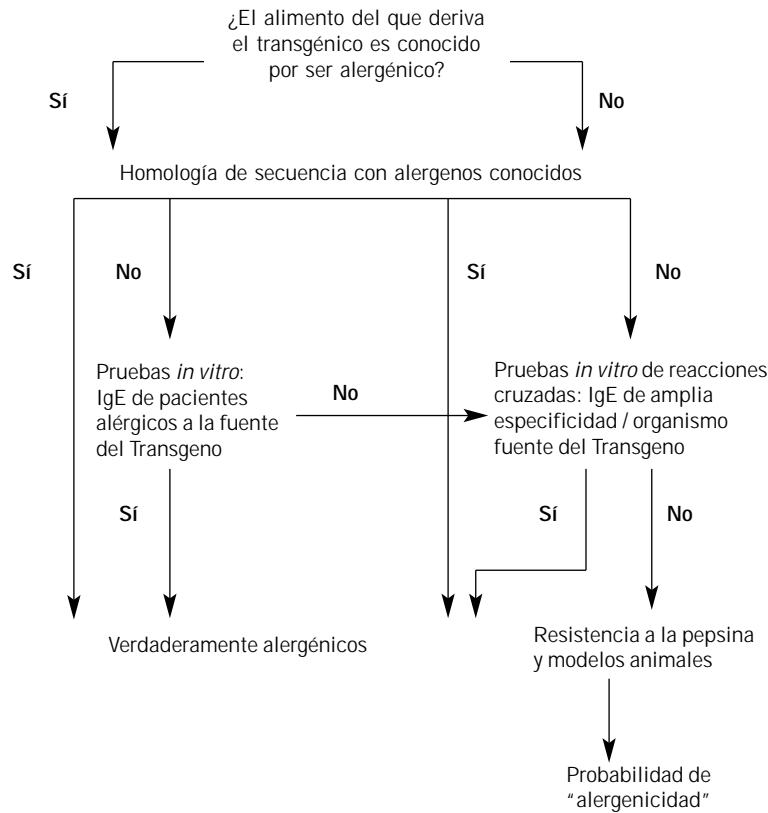 ¿El alimento del que deriva
el transgénico es conocido
por ser alergénico?
Sí
No
Homología de secuencia con alergenos conocidos
Sí
No
Sí
No
Pruebas in vitro:
IgE de pacientes
alérgicos a la fuente
del Transgeno
No
Pruebas in vitro de reacciones
cruzadas: IgE de amplia
especificidad / organismo
fuente del Transgeno
Sí
Sí
No
Verdaderamente alergénicos
Resistencia a la pepsina
y modelos animales
Probabilidad de
“alergenicidad”